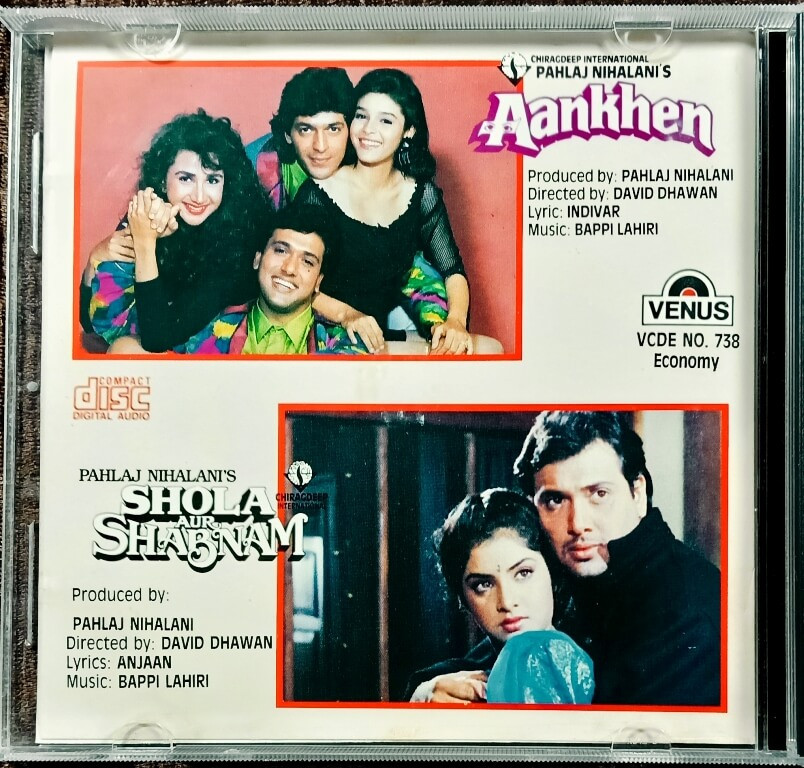 CHIRAGDEEP INTERNATIONAL
PAHLAJ NIHALANI'S
Aankhen
Produced by: PAHLAJ NIHALANI
Directed by: DAVID DHAWAN
Lyric: INDIVAR
Music: BAPPI LAHIRI
VENUS
VCDE NO. 738
Economy
COMPACT
disc
DIGITAL AUDIO
PAHLAJ NIHALANI'S
SHOLA
AUR
SHABNAM
CHIRAGDEEP
INTERNATIONAL
Produced by:
PAHLAJ NIHALANI
Directed by: DAVID DHAWAN
Lyrics: ANJAAN
Music: BAPPI LAHIRI